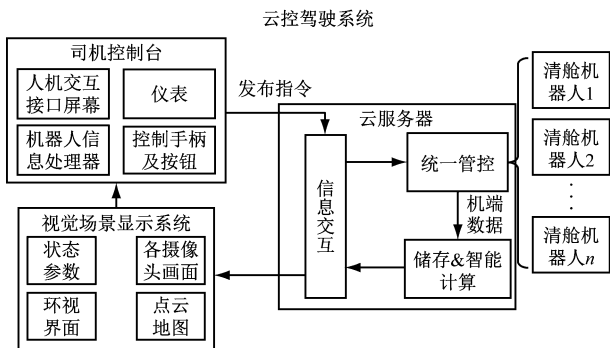 云控驾驶系统
司机控制台
人机交互
接口屏幕
仪表
机器人信
息处理器
控制手柄
及按钮
发布指令
云服务器
信
息
交
互
统一管控
机端
数据
储存&智能
计算
清舱机
器人1
清舱机
器人2
⋮
清舱机
器人n
视觉场景显示系统
状态
参数
各摄像
头画面
环视
界面
点云
地图